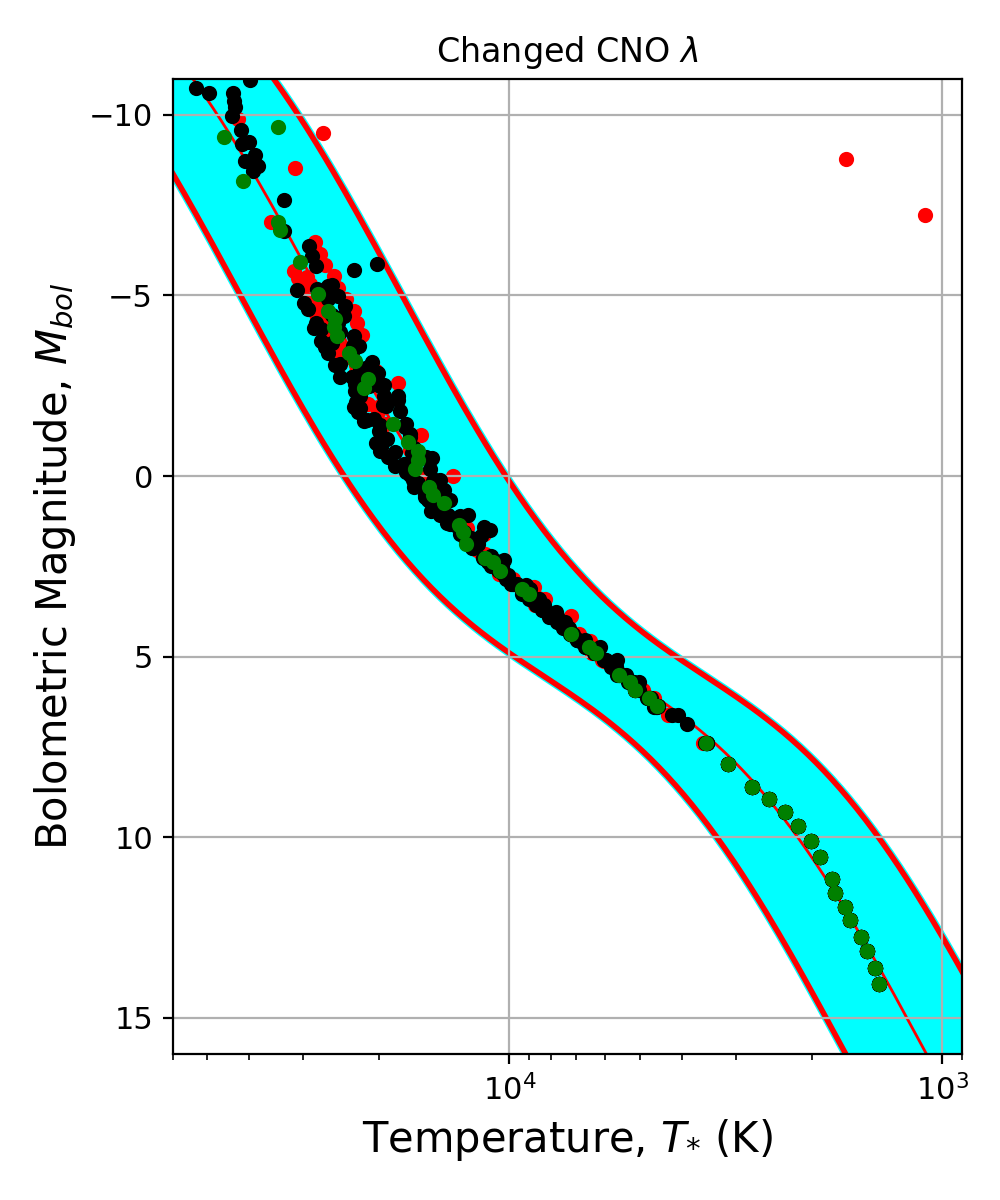 Changed CNO λ
−10
−5
0
5
10
15
Bolometric Magnitude, M_bol
10⁴
10³
Temperature, T_* (K)